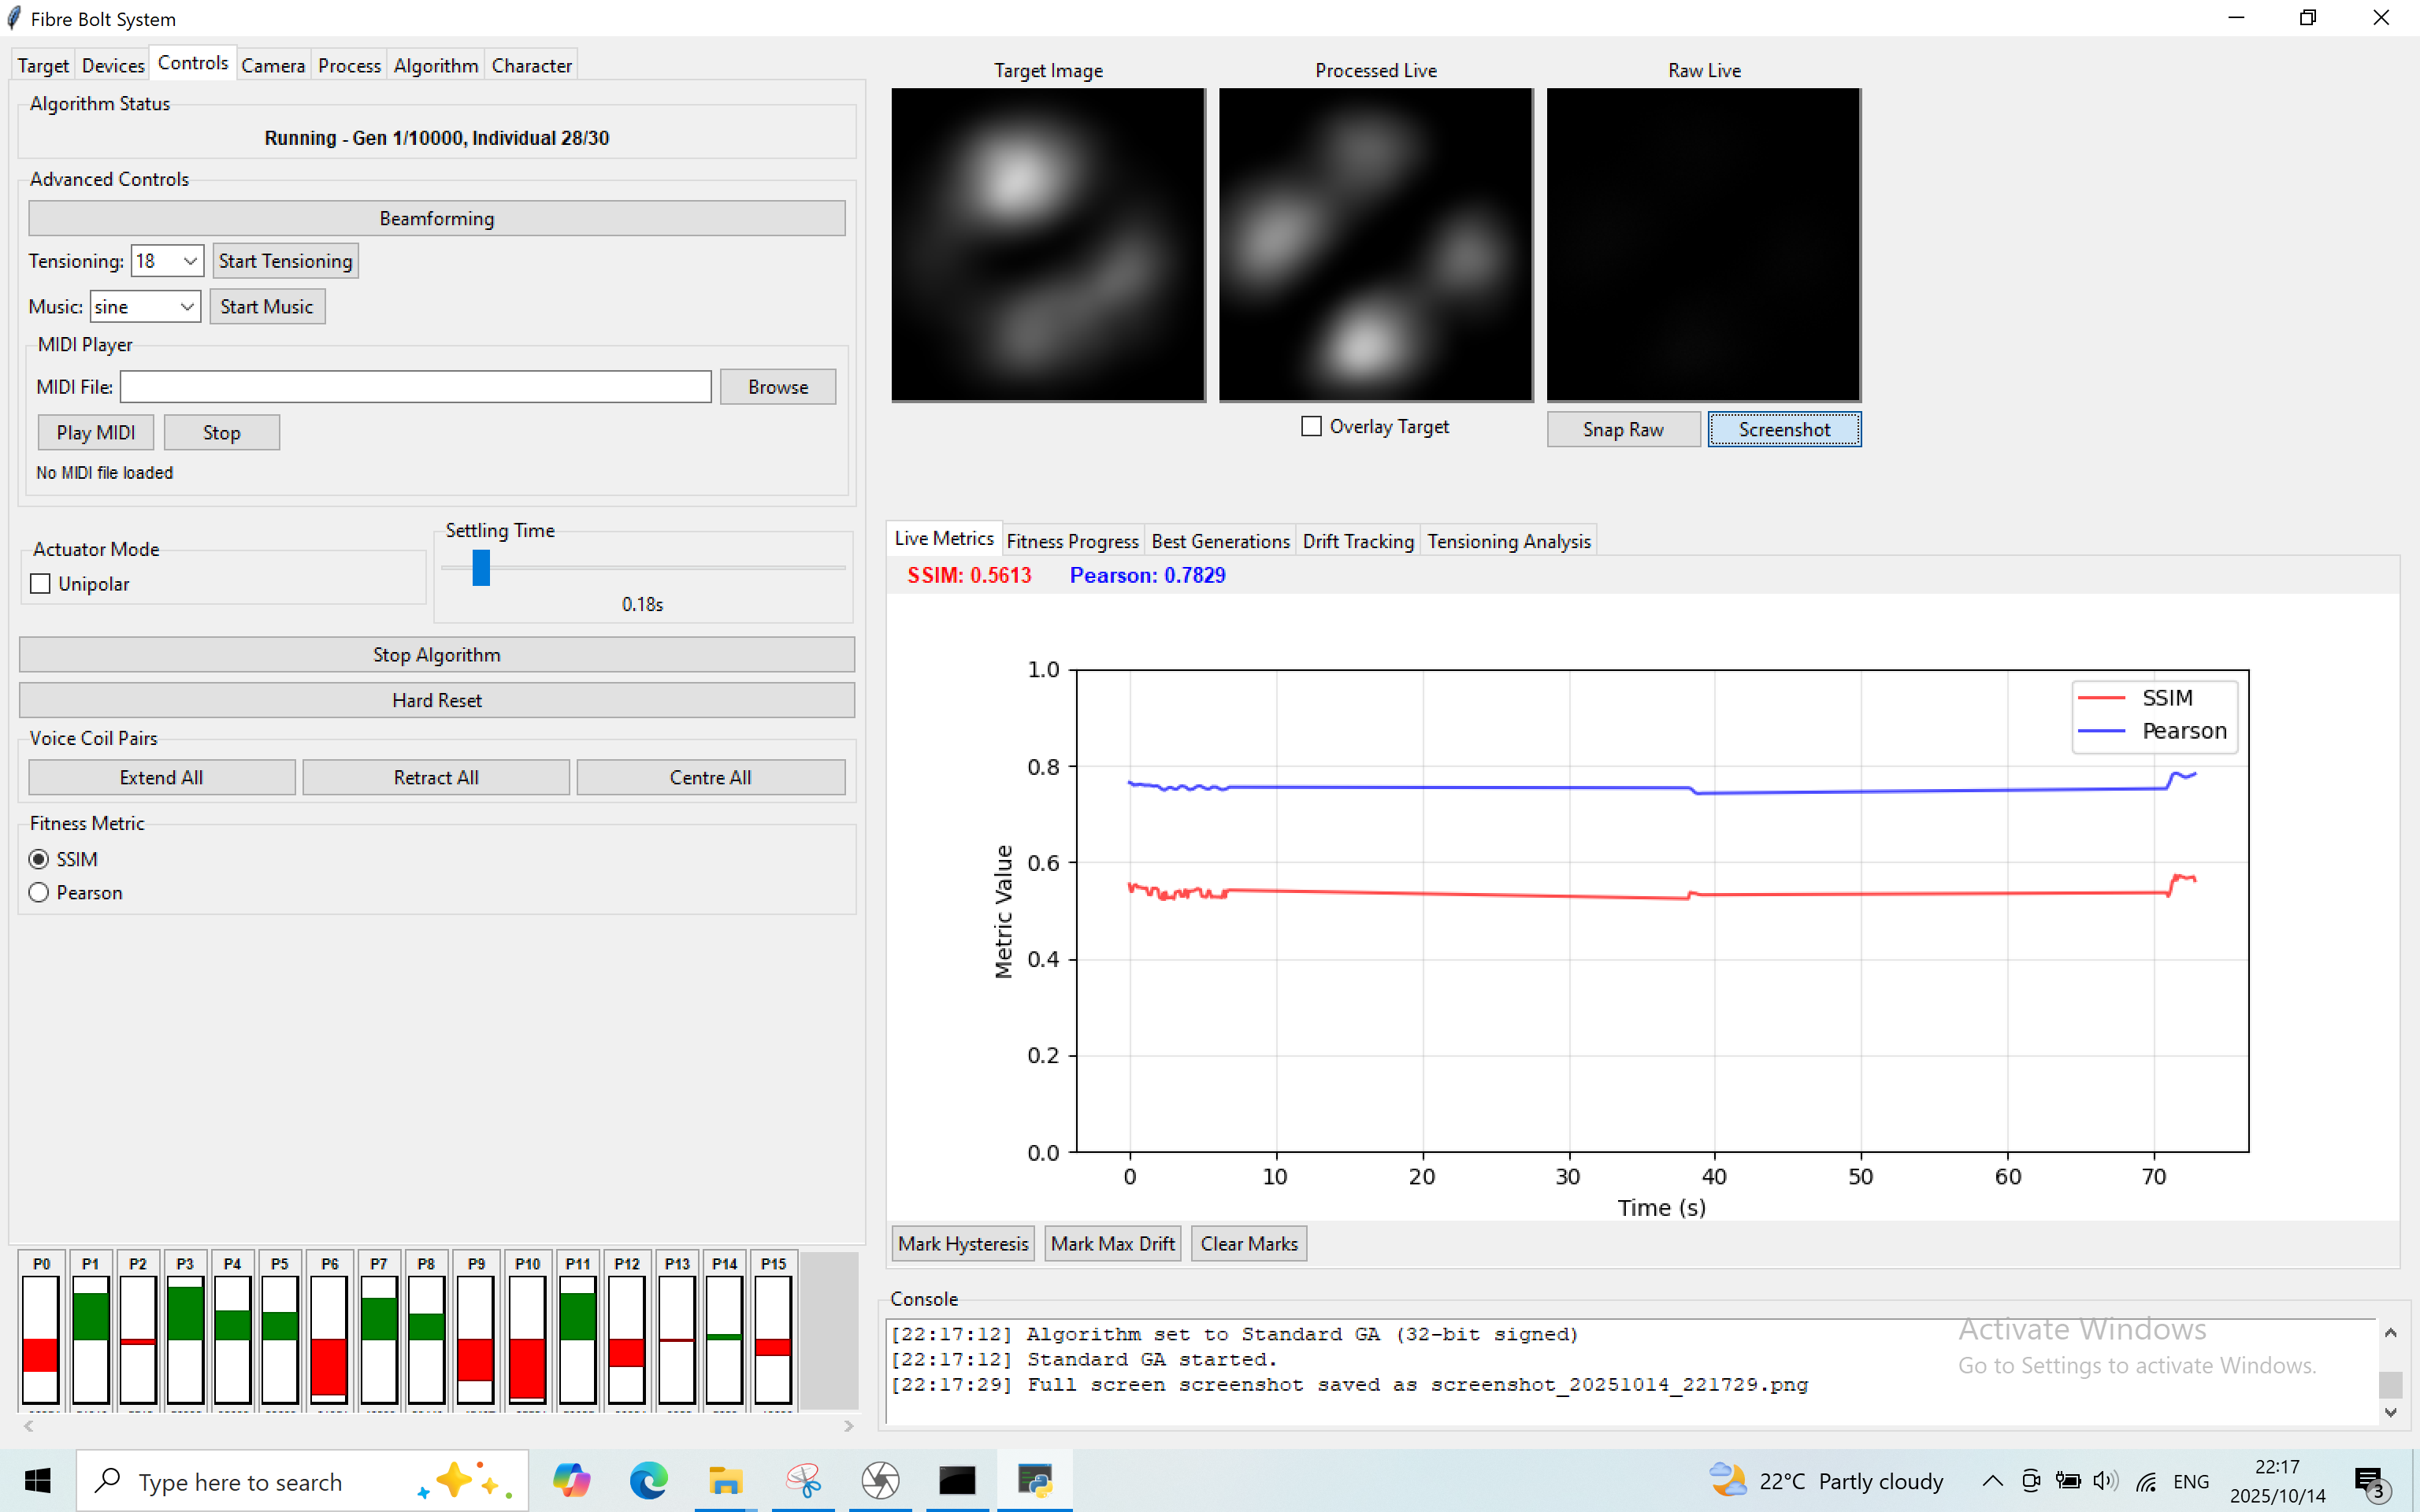 Fibre Bolt System
Target Devices Controls Camera Process Algorithm Character
Algorithm Status
Running - Gen 1/10000, Individual 28/30
Advanced Controls
Beamforming
Tensioning: 18 Start Tensioning
Music: sine Start Music
MIDI Player
MIDI File: Browse
Play MIDI Stop
No MIDI file loaded
Actuator Mode
Unipolar
Settling Time
0.18s
Stop Algorithm
Hard Reset
Voice Coil Pairs
Extend All Retract All Centre All
Fitness Metric
SSIM
Pearson
P0 P1 P2 P3 P4 P5 P6 P7 P8 P9 P10 P11 P12 P13 P14 P15
Target Image Processed Live Raw Live
Overlay Target Snap Raw Screenshot
Live Metrics Fitness Progress Best Generations Drift Tracking Tensioning Analysis
SSIM: 0.5613 Pearson: 0.7829
1.0
0.8
0.6
0.4
0.2
0.0
Metric Value
SSIM
Pearson
0 10 20 30 40 50 60 70
Time (s)
Mark Hysteresis Mark Max Drift Clear Marks
Console
[22:17:12] Algorithm set to Standard GA (32-bit signed)
[22:17:12] Standard GA started.
[22:17:29] Full screen screenshot saved as screenshot_20251014_221729.png
Activate Windows
Go to Settings to activate Windows.
Type here to search
22°C Partly cloudy
ENG
22:17
2025/10/14
3